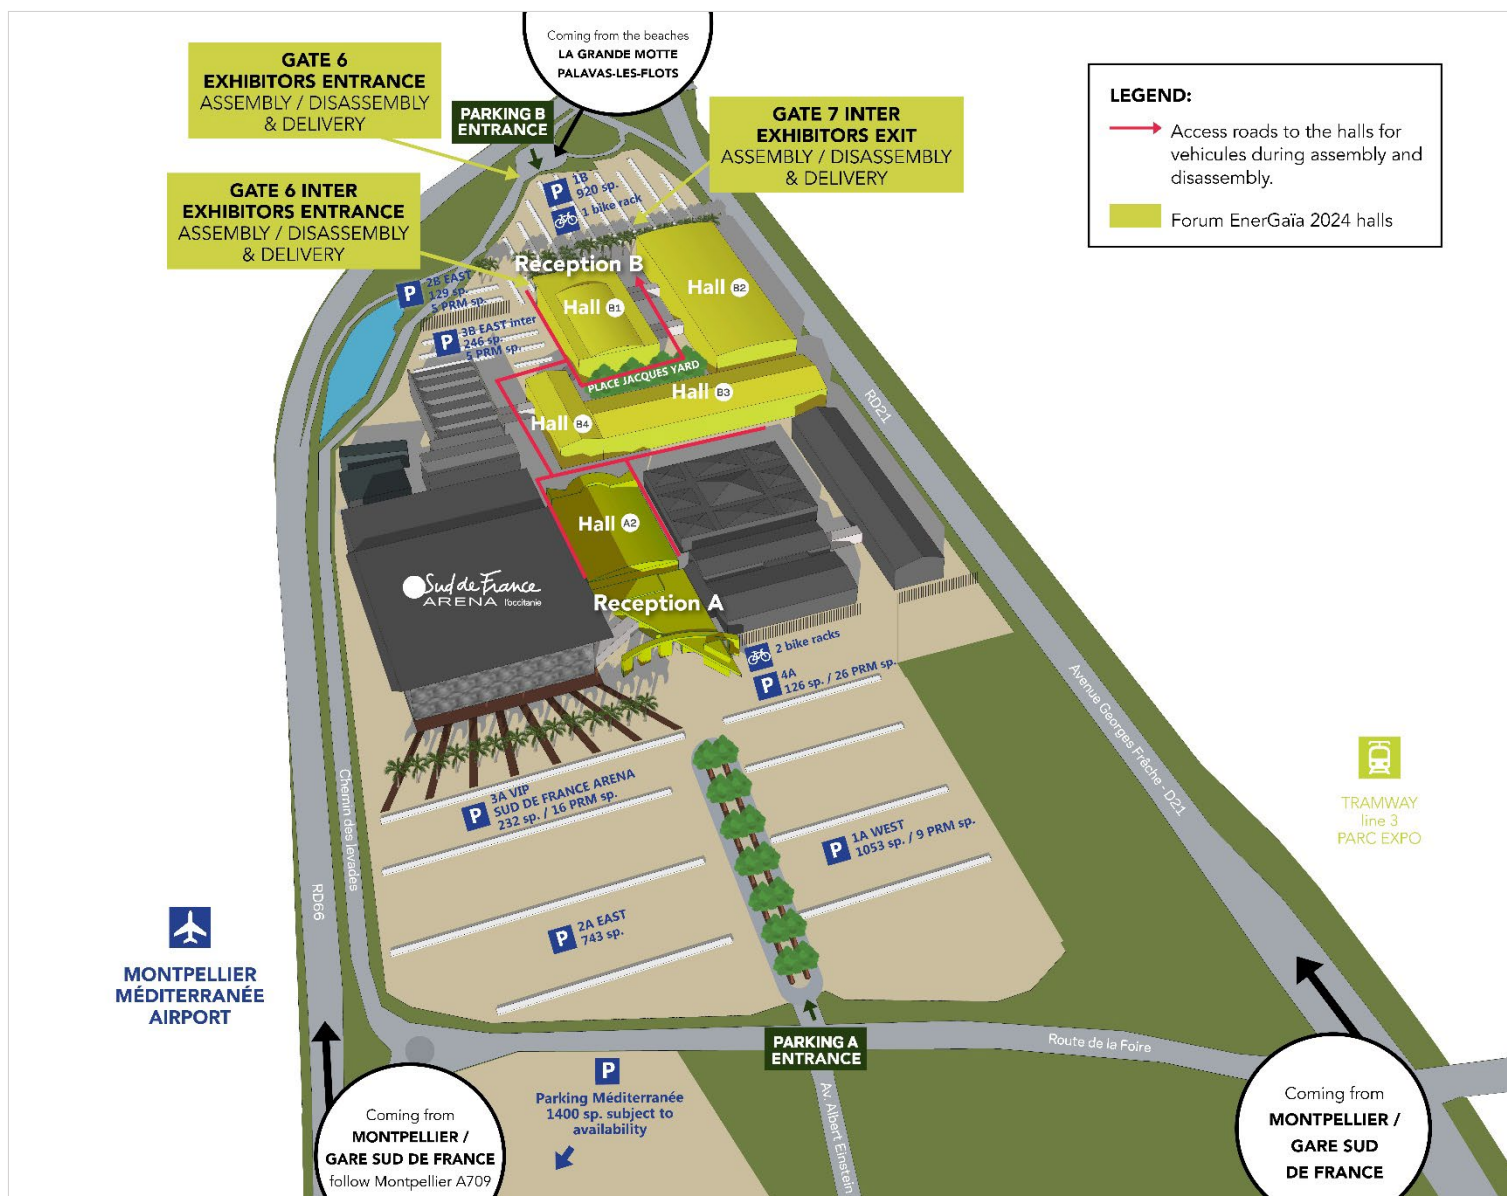 Coming from the beaches
LA GRANDE MOTTE
PALAVAS-LES-FLOTS
GATE 6
EXHIBITORS ENTRANCE
ASSEMBLY / DISASSEMBLY
& DELIVERY
PARKING B
ENTRANCE
GATE 7 INTER
EXHIBITORS EXIT
ASSEMBLY / DISASSEMBLY
& DELIVERY
LEGEND:
Access roads to the halls for
vehicules during assembly and
disassembly.
Forum EnerGaïa 2024 halls
GATE 6 INTER
EXHIBITORS ENTRANCE
ASSEMBLY / DISASSEMBLY
& DELIVERY
P 1B
920 sp.
1 bike rack
Réception B
P 2B EAST
129 sp.
5 PRM sp.
P 3B EAST inter
246 sp.
5 PRM sp.
Hall B1
Hall B2
PLACE JACQUES YARD
Hall B3
Hall B4
RD21
Hall A2
Sud de France
ARENA l'occitanie
Reception A
2 bike racks
P 4A
126 sp. / 26 PRM sp.
Avenue Georges Frêche - D21
P 3A VIP
SUD DE FRANCE ARENA
232 sp. / 16 PRM sp.
P 1A WEST
1053 sp. / 9 PRM sp.
TRAMWAY
line 3
PARC EXPO
Chemin des levades
RD66
P 2A EAST
743 sp.
MONTPELLIER
MÉDITERRANÉE
AIRPORT
PARKING A
ENTRANCE
Route de la Foire
P
Parking Méditerranée
1400 sp. subject to
availability
Av. Albert Einstein
Coming from
MONTPELLIER /
GARE SUD DE FRANCE
follow Montpellier A709
Coming from
MONTPELLIER /
GARE SUD
DE FRANCE